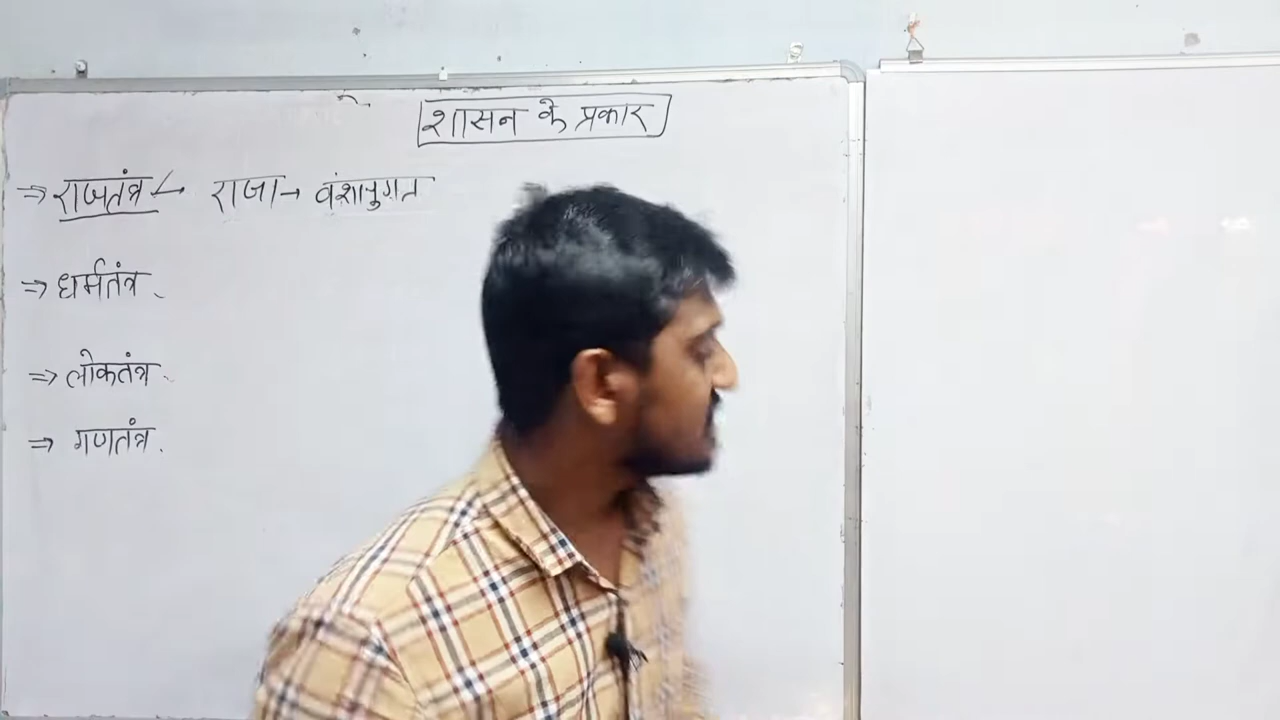 शासन के प्रकार
⇒ राजतंत्र ← राजा → वंशानुगत
⇒ धर्मतंत्र
⇒ लोकतंत्र
⇒ गणतंत्र.